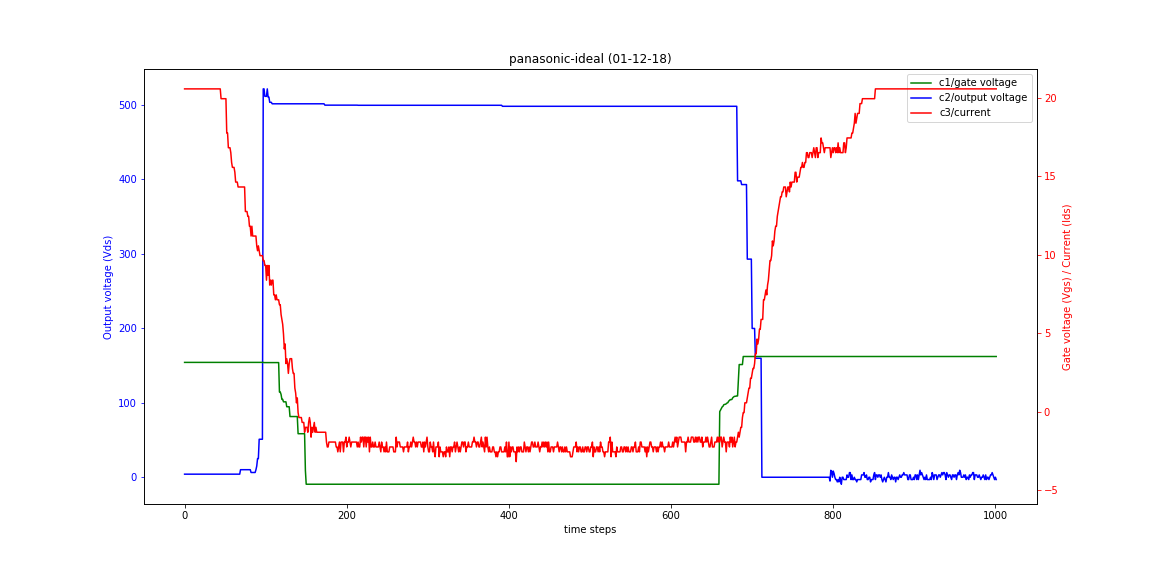 panasonic-ideal (01-12-18)
c1/gate voltage
c2/output voltage
c3/current
Output voltage (Vds)
500
400
300
200
100
0
Gate voltage (Vgs) / Current (Ids)
20
15
10
5
0
−5
0
200
400
600
800
1000
time steps